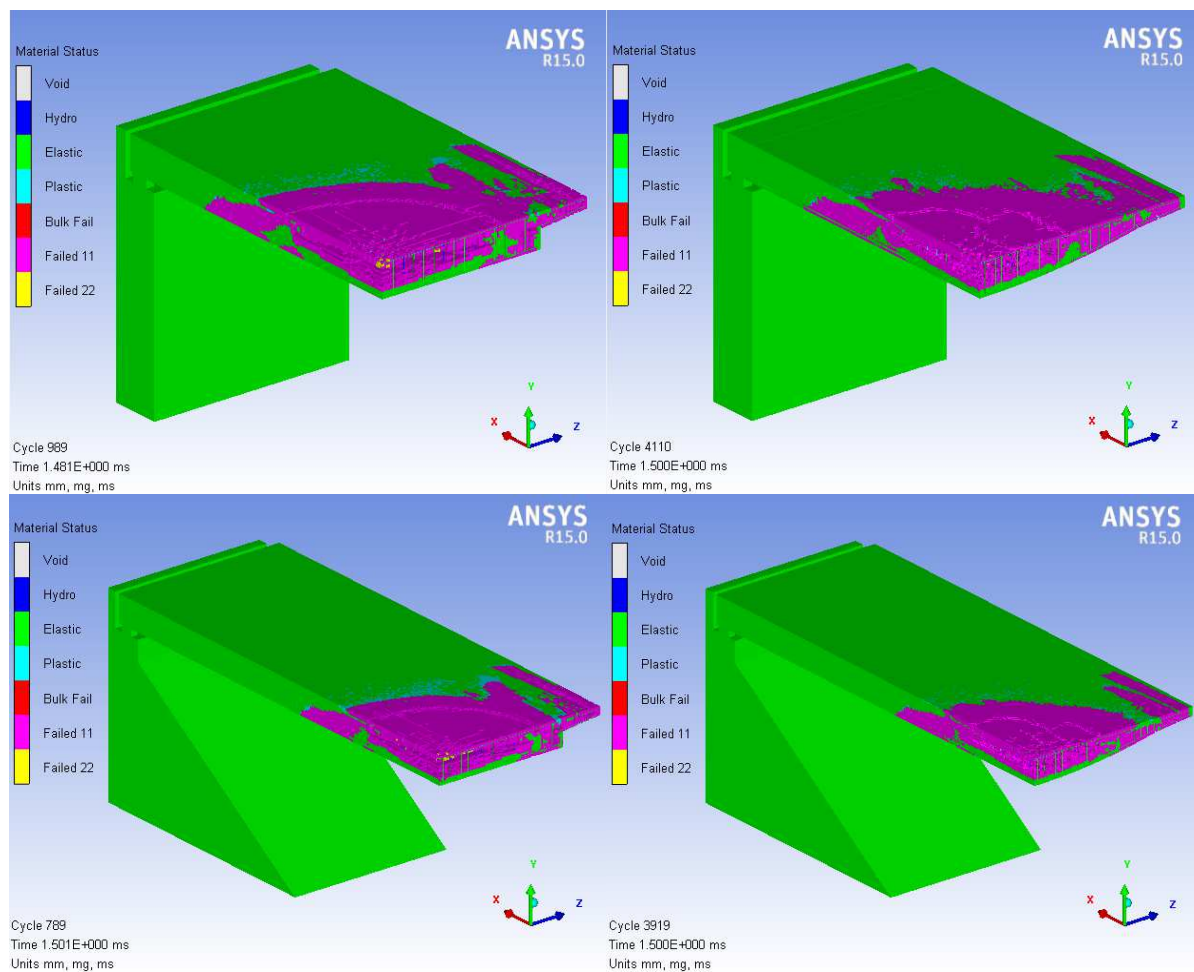 ANSYS
R15.0
Material Status
Void
Hydro
Elastic
Plastic
Bulk Fail
Failed 11
Failed 22
Y
X
Z
Cycle 989
Time 1.481E+000 ms
Units mm, mg, ms
ANSYS
R15.0
Material Status
Void
Hydro
Elastic
Plastic
Bulk Fail
Failed 11
Failed 22
Y
X
Z
Cycle 4110
Time 1.500E+000 ms
Units mm, mg, ms
ANSYS
R15.0
Material Status
Void
Hydro
Elastic
Plastic
Bulk Fail
Failed 11
Failed 22
Y
X
Z
Cycle 789
Time 1.501E+000 ms
Units mm, mg, ms
ANSYS
R15.0
Material Status
Void
Hydro
Elastic
Plastic
Bulk Fail
Failed 11
Failed 22
Y
X
Z
Cycle 3919
Time 1.500E+000 ms
Units mm, mg, ms